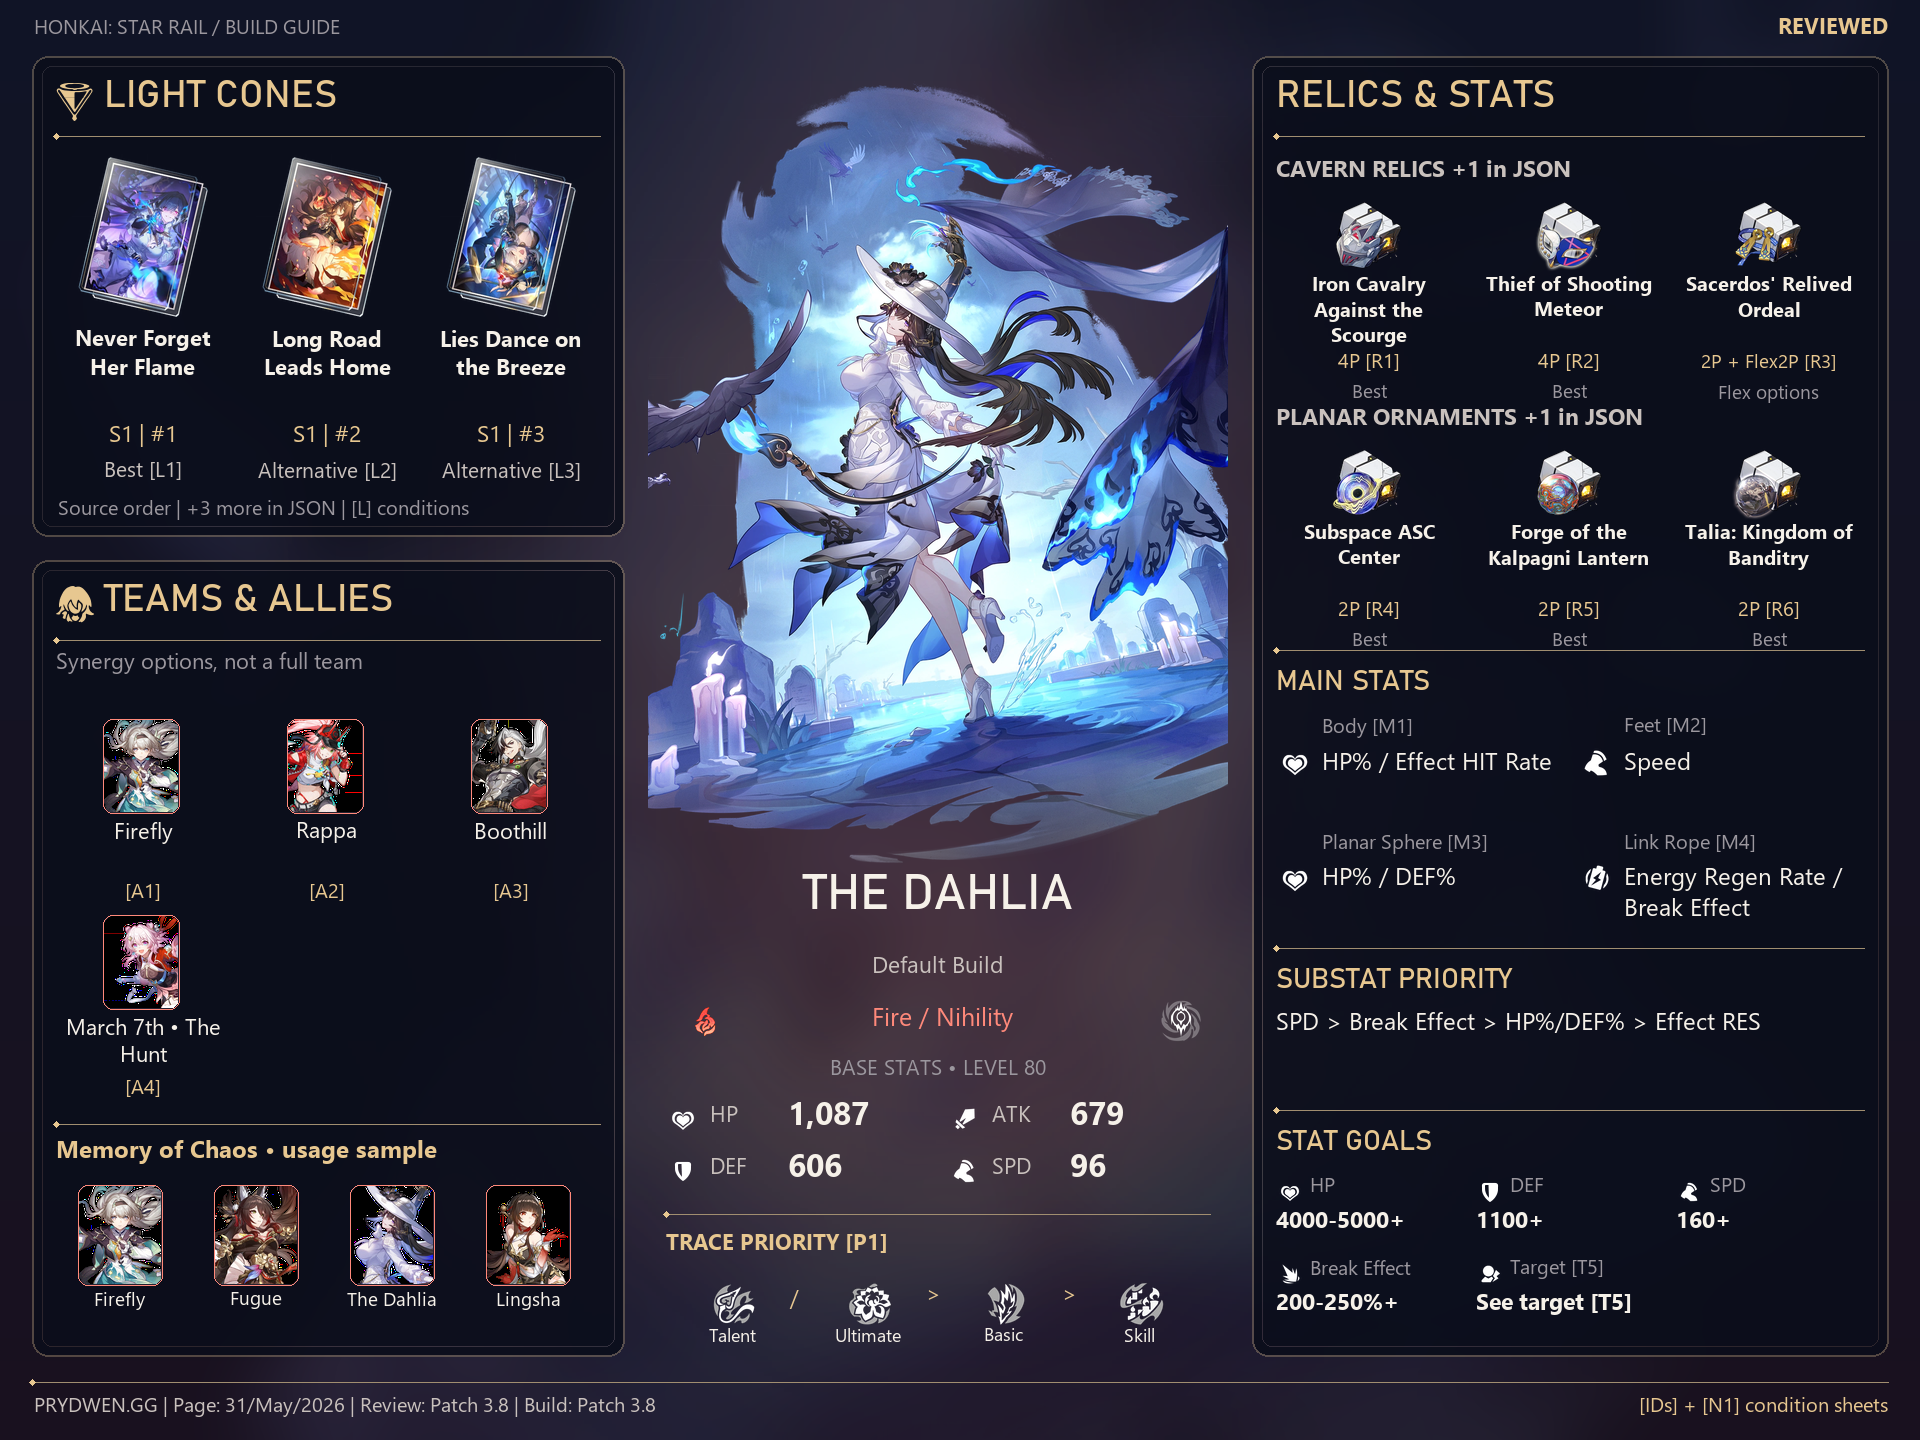 HONKAI: STAR RAIL / BUILD GUIDE
REVIEWED
LIGHT CONES
Never Forget Her Flame
S1 | #1
Best [L1]
Long Road Leads Home
S1 | #2
Alternative [L2]
Lies Dance on the Breeze
S1 | #3
Alternative [L3]
Source order | +3 more in JSON | [L] conditions
TEAMS & ALLIES
Synergy options, not a full team
Firefly
[A1]
Rappa
[A2]
Boothill
[A3]
March 7th • The Hunt
[A4]
Memory of Chaos • usage sample
Firefly
Fugue
The Dahlia
Lingsha
THE DAHLIA
Default Build
Fire / Nihility
BASE STATS • LEVEL 80
HP 1,087
ATK 679
DEF 606
SPD 96
TRACE PRIORITY [P1]
Talent / Ultimate > Basic > Skill
RELICS & STATS
CAVERN RELICS +1 in JSON
Iron Cavalry Against the Scourge
4P [R1]
Best
Thief of Shooting Meteor
4P [R2]
Best
Sacerdos' Relived Ordeal
2P + Flex2P [R3]
Flex options
PLANAR ORNAMENTS +1 in JSON
Subspace ASC Center
2P [R4]
Best
Forge of the Kalpagni Lantern
2P [R5]
Best
Talia: Kingdom of Banditry
2P [R6]
Best
MAIN STATS
Body [M1]
HP% / Effect HIT Rate
Feet [M2]
Speed
Planar Sphere [M3]
HP% / DEF%
Link Rope [M4]
Energy Regen Rate / Break Effect
SUBSTAT PRIORITY
SPD > Break Effect > HP%/DEF% > Effect RES
STAT GOALS
HP
4000-5000+
DEF
1100+
SPD
160+
Break Effect
200-250%+
Target [T5]
See target [T5]
PRYDWEN.GG | Page: 31/May/2026 | Review: Patch 3.8 | Build: Patch 3.8
[IDs] + [N1] condition sheets